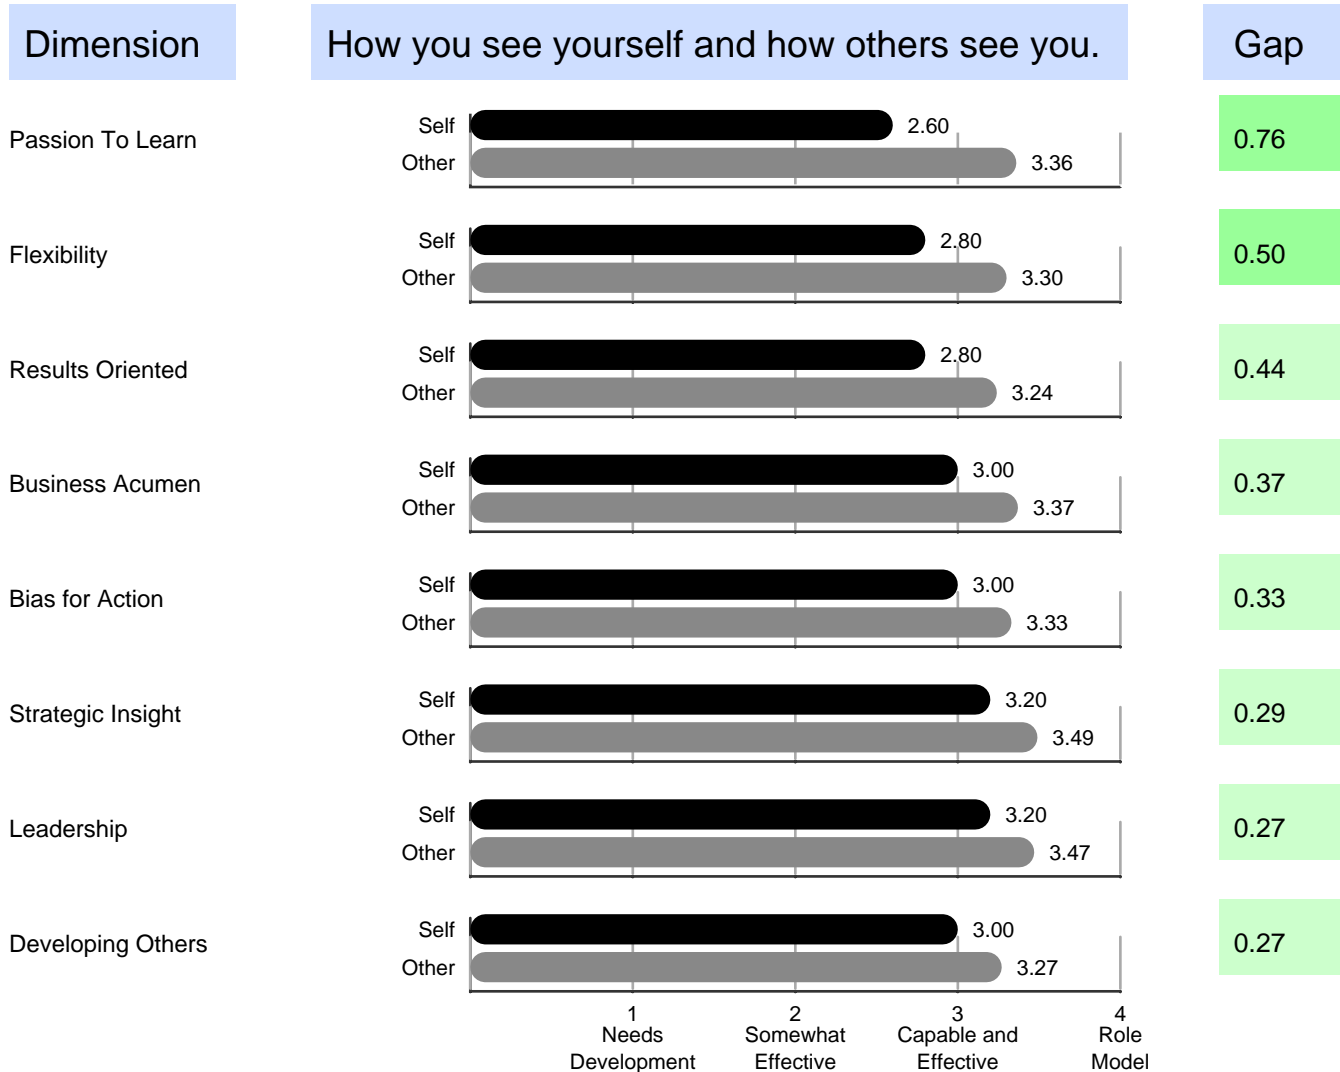 Dimension How you see yourself and how others see you. Gap
Self 2.60
Passion To Learn 0.76
Other 3.36
Self 2.80
Flexibility 0.50
Other 3.30
Self 2.80
Results Oriented 0.44
Other 3.24
Self 3.00
Business Acumen 0.37
Other 3.37
Self 3.00
Bias for Action 0.33
Other 3.33
Self 3.20
Strategic Insight 0.29
Other 3.49
Self 3.20
Leadership 0.27
Other 3.47
Self 3.00
Developing Others 0.27
Other 3.27
1 2 3 4
Needs Somewhat Capable and Role
Development Effective Effective Model